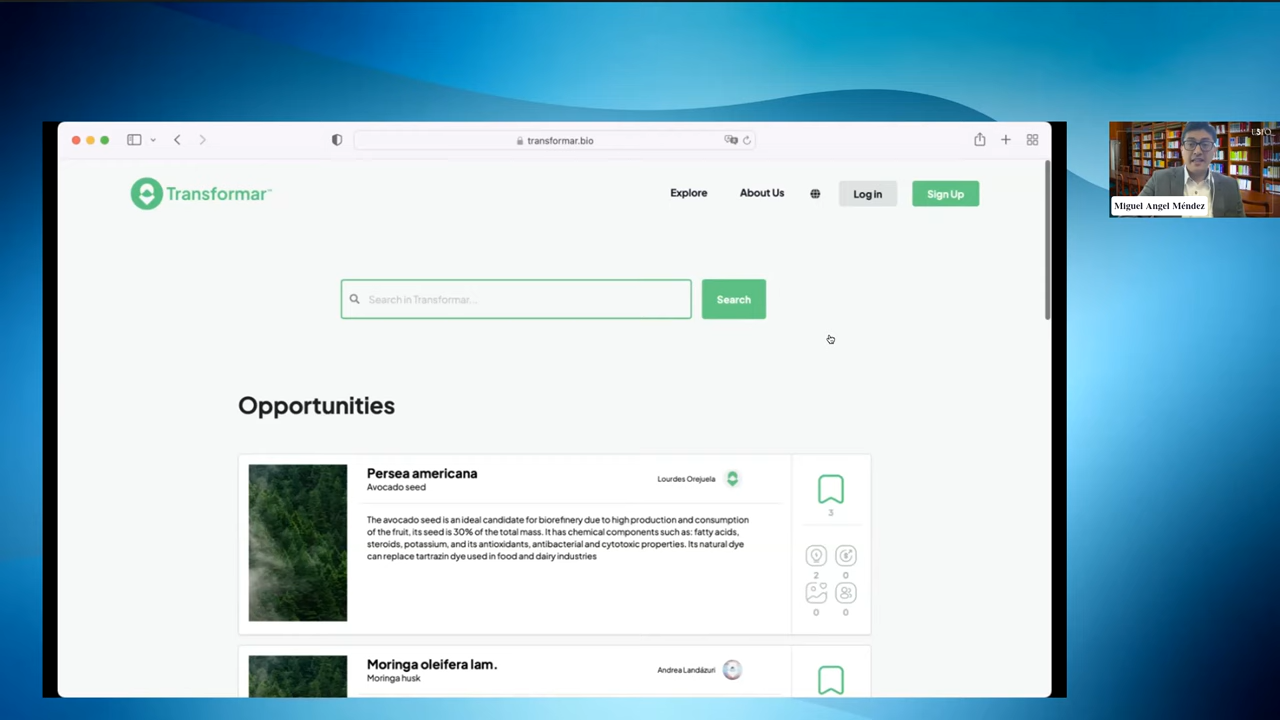 transformar.bio
Transformar™
Explore
About Us
Log in
Sign Up
Search in Transformar...
Search
Opportunities
Persea americana
Avocado seed
Lourdes Orejuela
The avocado seed is an ideal candidate for biorefinery due to high production and consumption
of the fruit, its seed is 30% of the total mass. It has chemical components such as: fatty acids,
steroids, potassium, and its antioxidants, antibacterial and cytotoxic properties. Its natural dye
can replace tartrazin dye used in food and dairy industries
3
2 0
0 0
Moringa oleifera lam.
Moringa husk
Andrea Landázuri
Miguel Angel Méndez